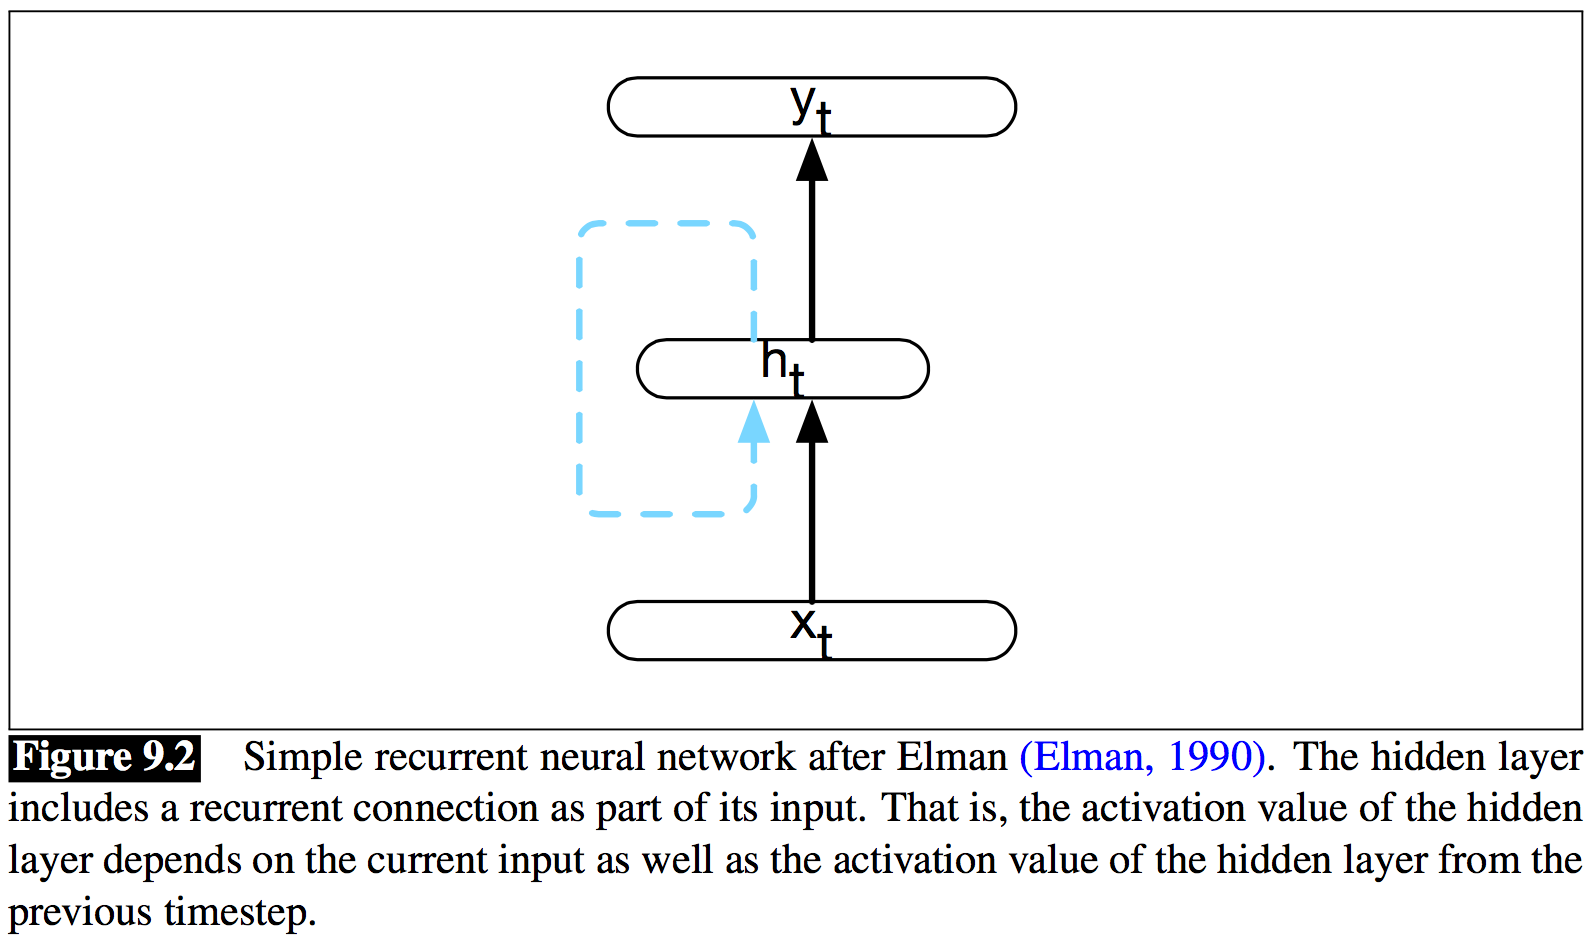 yt
ht
xt
Figure 9.2 Simple recurrent neural network after Elman (Elman, 1990). The hidden layer
includes a recurrent connection as part of its input. That is, the activation value of the hidden
layer depends on the current input as well as the activation value of the hidden layer from the
previous timestep.